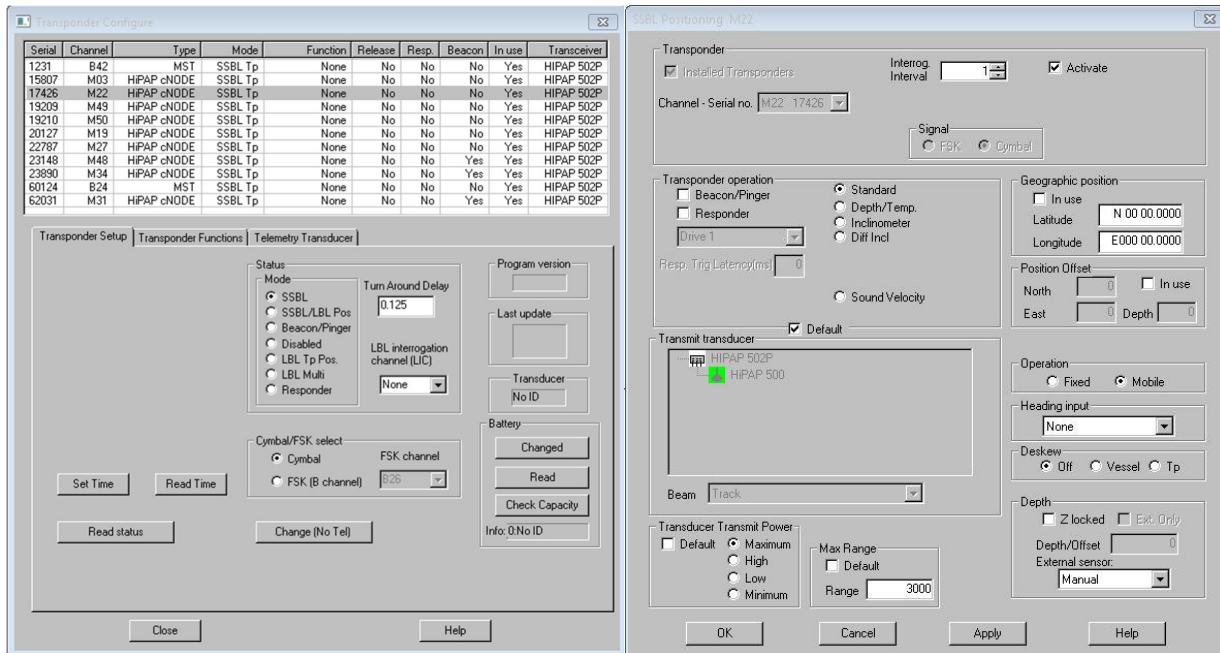 Transponder Configure
Serial Channel Type Mode Function Release Resp. Beacon In use Transceiver
1231 B42 MST SSBL Tp None No No No Yes HIPAP 502P
15807 M03 HiPAP cNODE SSBL Tp None No No No Yes HIPAP 502P
17426 M22 HiPAP cNODE SSBL Tp None No No No Yes HIPAP 502P
19209 M49 HiPAP cNODE SSBL Tp None No No No Yes HIPAP 502P
19210 M50 HiPAP cNODE SSBL Tp None No No No Yes HIPAP 502P
20127 M19 HiPAP cNODE SSBL Tp None No No No Yes HIPAP 502P
22787 M27 HiPAP cNODE SSBL Tp None No No No Yes HIPAP 502P
23148 M48 HiPAP cNODE SSBL Tp None No No Yes Yes HIPAP 502P
23890 M34 HiPAP cNODE SSBL Tp None No No Yes Yes HIPAP 502P
60124 B24 MST SSBL Tp None No No No Yes HIPAP 502P
62031 M31 HiPAP cNODE SSBL Tp None No No Yes Yes HIPAP 502P
Transponder Setup Transponder Functions Telemetry Transducer
Status
Mode
SSBL
SSBL/LBL Pos
Beacon/Pinger
Disabled
LBL Tp Pos.
LBL Multi
Responder
Turn Around Delay
0.125
LBL interrogation
channel (LIC)
None
Program version
Last update
Transducer
No ID
Battery
Changed
Read
Check Capacity
Info: 0:No ID
Cymbal/FSK select
Cymbal
FSK (B channel)
FSK channel
B26
Set Time
Read Time
Read status
Change (No Tel)
Close
Help
SSBL Positioning M22
Transponder
Installed Transponders
Interrog.
Interval
1
Activate
Channel - Serial no. M22 17426
Signal
FSK Cymbal
Transponder operation
Beacon/Pinger
Responder
Drive 1
Resp. Trig Latency(ms) 0
Standard
Depth/Temp.
Inclinometer
Diff Incl
Sound Velocity
Geographic position
In use
Latitude N 00 00.0000
Longitude E000 00.0000
Position Offset
North 0 In use
East 0 Depth 0
Default
Transmit transducer
HIPAP 502P
HiPAP 500
Beam Track
Operation
Fixed Mobile
Heading input
None
Deskew
Off Vessel Tp
Transducer Transmit Power
Default
Maximum
High
Low
Minimum
Max Range
Default
Range 3000
Depth
Z locked Ext. Only
Depth/Offset 0
External sensor:
Manual
OK
Cancel
Apply
Help